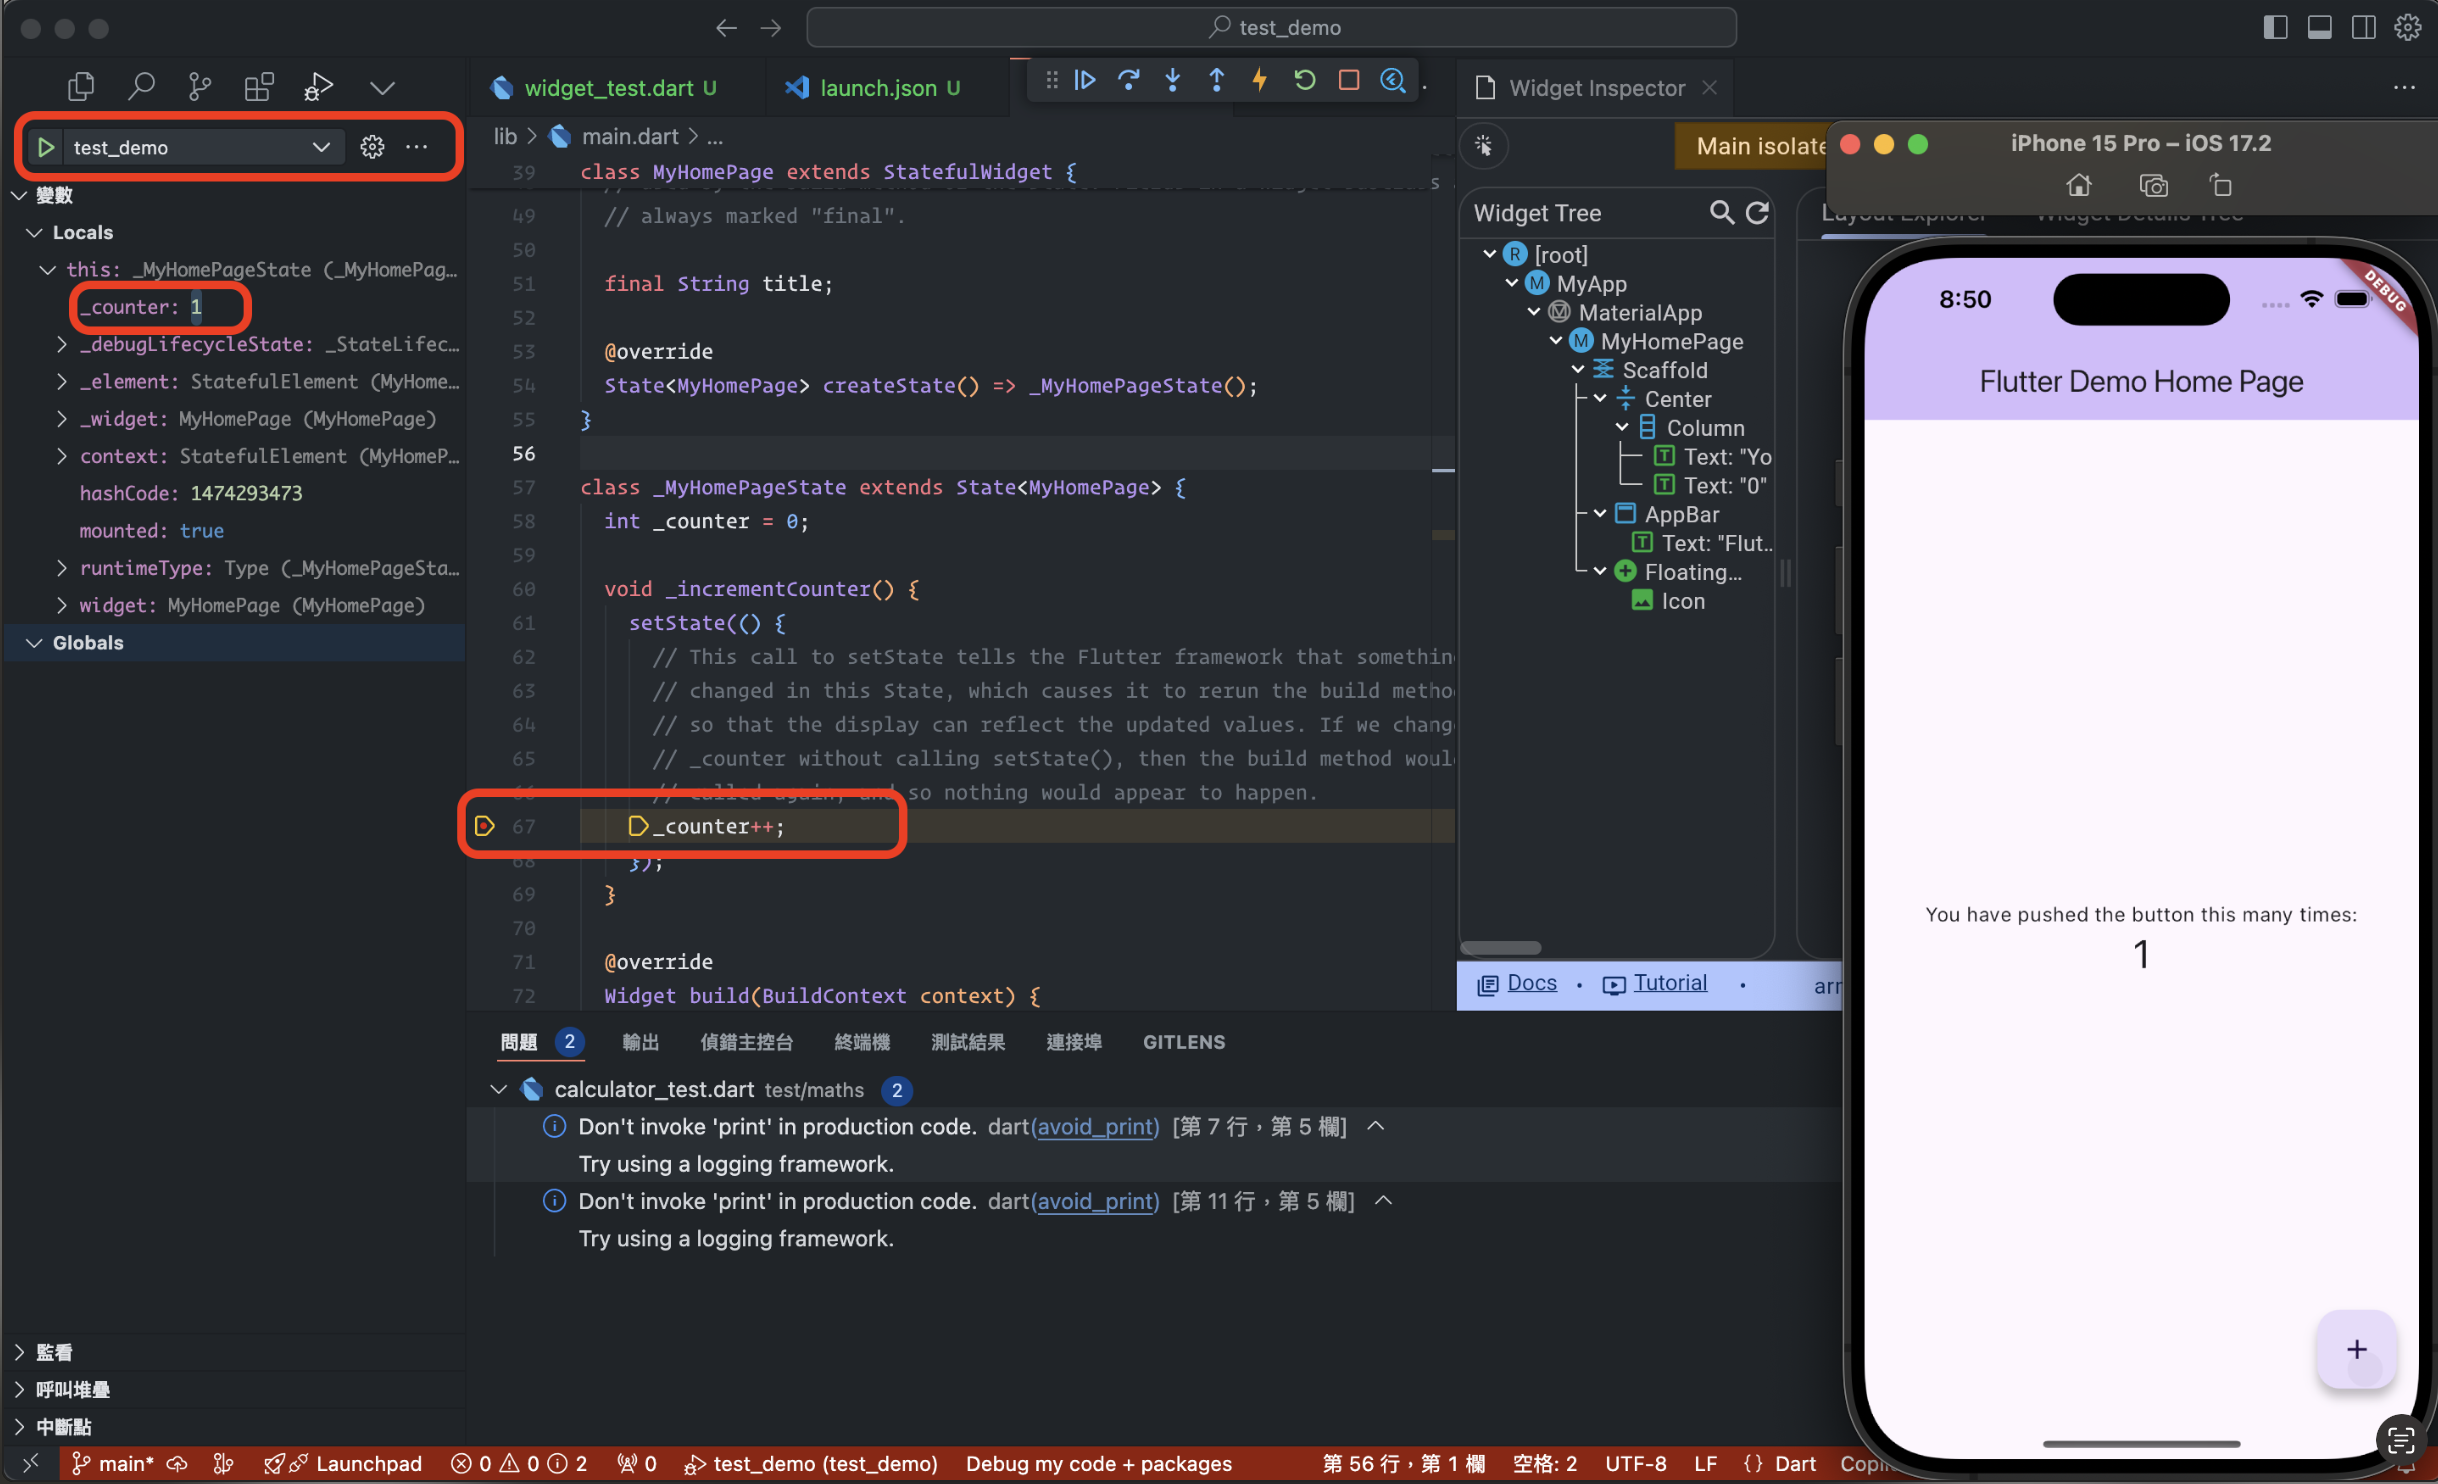 test_demo
widget_test.dart U
launch.json U
Widget Inspector
test_demo
變數
Locals
this: _MyHomePageState (_MyHomePag...
_counter: 1
_debugLifecycleState: _StateLifec...
_element: StatefulElement (MyHome...
_widget: MyHomePage (MyHomePage)
context: StatefulElement (MyHomeP...
hashCode: 1474293473
mounted: true
runtimeType: Type (_MyHomePageSta...
widget: MyHomePage (MyHomePage)
Globals
監看
呼叫堆疊
中斷點
lib > main.dart > ...
39 class MyHomePage extends StatefulWidget {
49 // always marked "final".
50
51 final String title;
52
53 @override
54 State<MyHomePage> createState() => _MyHomePageState();
55 }
56
57 class _MyHomePageState extends State<MyHomePage> {
58 int _counter = 0;
59
60 void _incrementCounter() {
61 setState(() {
62 // This call to setState tells the Flutter framework that somethin
63 // changed in this State, which causes it to rerun the build metho
64 // so that the display can reflect the updated values. If we chang
65 // _counter without calling setState(), then the build method woul
66 // called again, and so nothing would appear to happen.
67 _counter++;
68 });
69 }
70
71 @override
72 Widget build(BuildContext context) {
Main isolate
Widget Tree
[root]
MyApp
MaterialApp
MyHomePage
Scaffold
Center
Column
Text: "Yo
Text: "0"
AppBar
Text: "Flut...
Floating...
Icon
Layout Explorer
Widget Details Tree
Docs • Tutorial •
iPhone 15 Pro – iOS 17.2
8:50
DEBUG
Flutter Demo Home Page
You have pushed the button this many times:
1
+
問題 2 輸出 偵錯主控台 終端機 測試結果 連接埠 GITLENS
calculator_test.dart test/maths 2
Don't invoke 'print' in production code. dart(avoid_print) [第 7 行，第 5 欄]
Try using a logging framework.
Don't invoke 'print' in production code. dart(avoid_print) [第 11 行，第 5 欄]
Try using a logging framework.
main* Launchpad 0 0 2 0 test_demo (test_demo) Debug my code + packages 第 56 行，第 1 欄 空格: 2 UTF-8 LF {} Dart